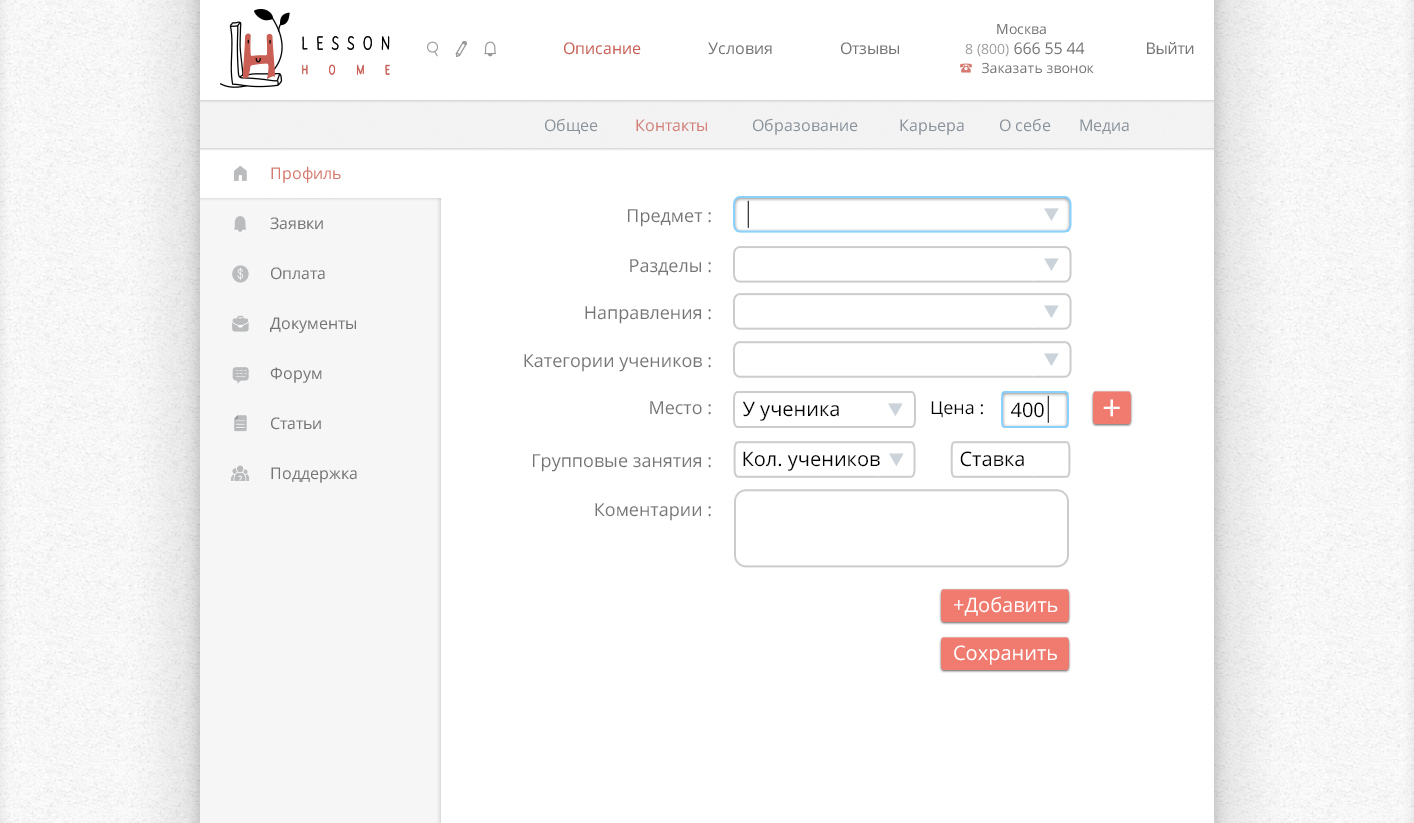 LESSON
HOME
Описание
Условия
Отзывы
Москва
8 (800) 666 55 44
Заказать звонок
Выйти
Общее
Контакты
Образование
Карьера
О себе
Медиа
Профиль
Заявки
Оплата
Документы
Форум
Статьи
Поддержка
Предмет :
Разделы :
Направления :
Категории учеников :
Место : У ученика Цена : 400 +
Групповые занятия : Кол. учеников Ставка
Коментарии :
+Добавить
Сохранить